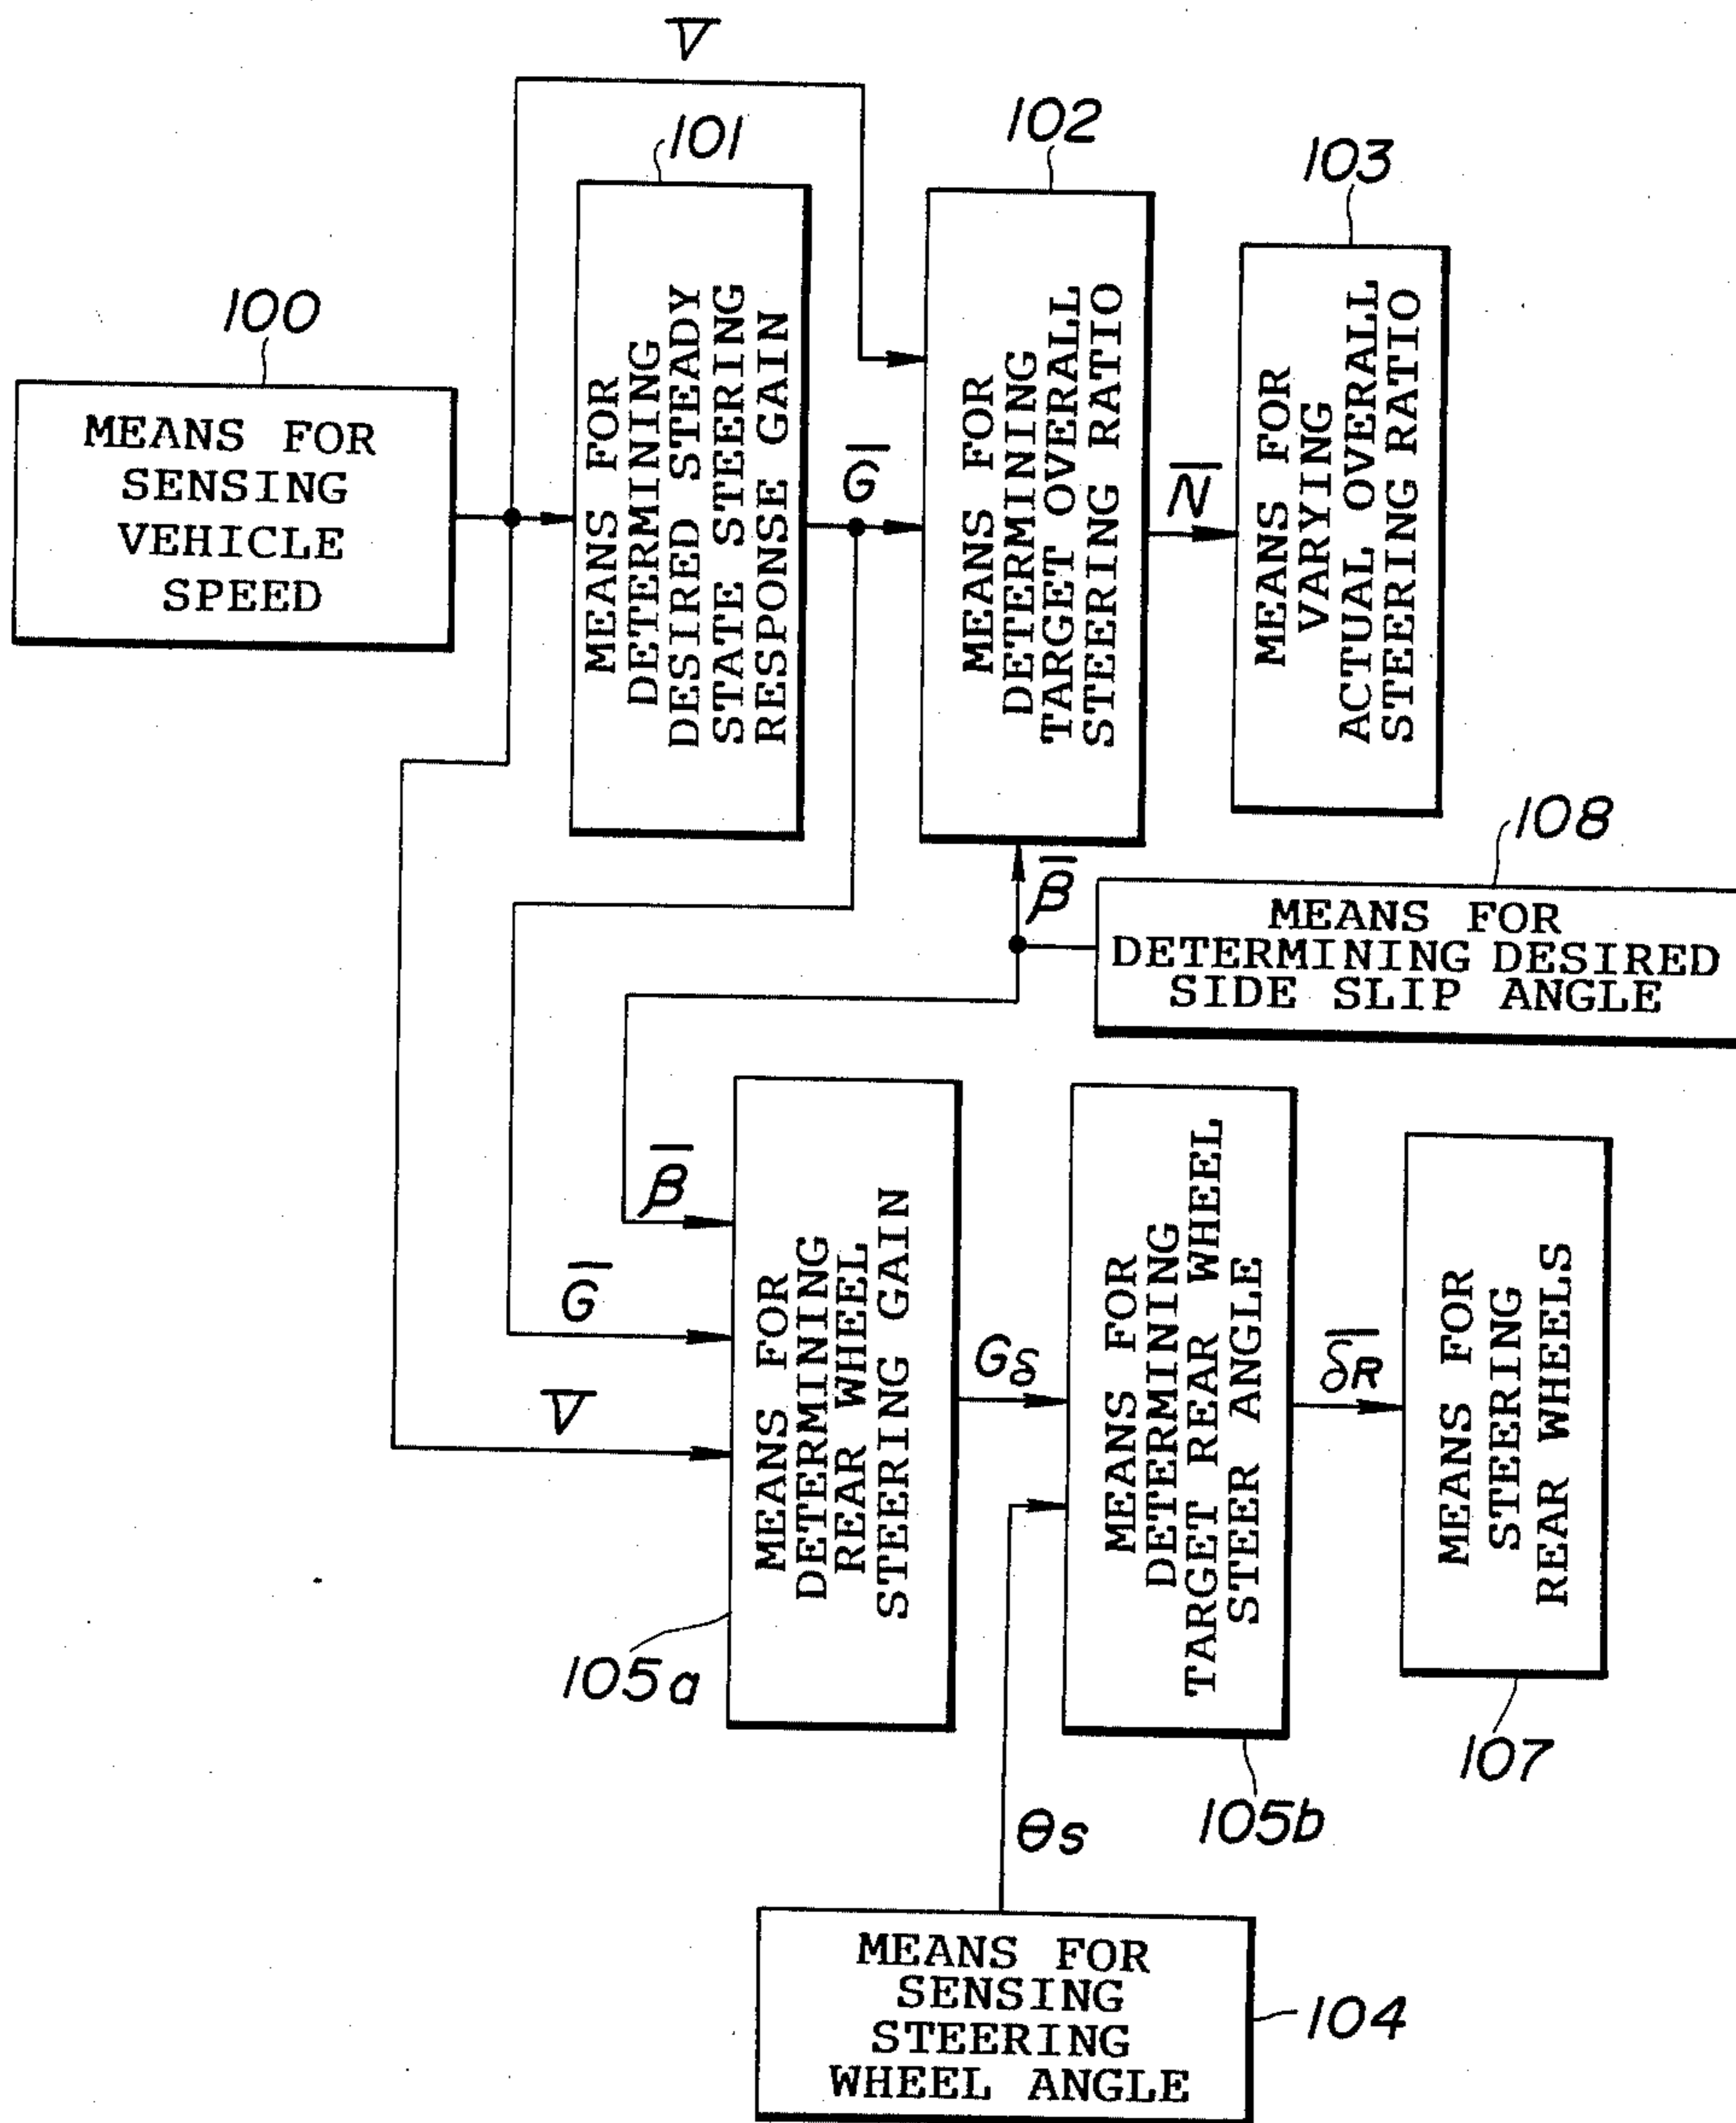 V
100
MEANS FOR
SENSING
VEHICLE
SPEED
101
MEANS FOR
DETERMINING
DESIRED STEADY
STATE STEERING
RESPONSE GAIN
G̅
102
MEANS FOR
DETERMINING
TARGET OVERALL
STEERING RATIO
N̅
103
MEANS FOR
VARYING
ACTUAL OVERALL
STEERING RATIO
β̅
108
MEANS FOR
DETERMINING DESIRED
SIDE SLIP ANGLE
β̅
G̅
V
MEANS FOR
DETERMINING
REAR WHEEL
STEERING GAIN
105a
Gδ
MEANS FOR
DETERMINING
TARGET REAR WHEEL
STEER ANGLE
105b
δ̅R̅
MEANS FOR
STEERING
REAR WHEELS
107
θs
MEANS FOR
SENSING
STEERING
WHEEL ANGLE
104